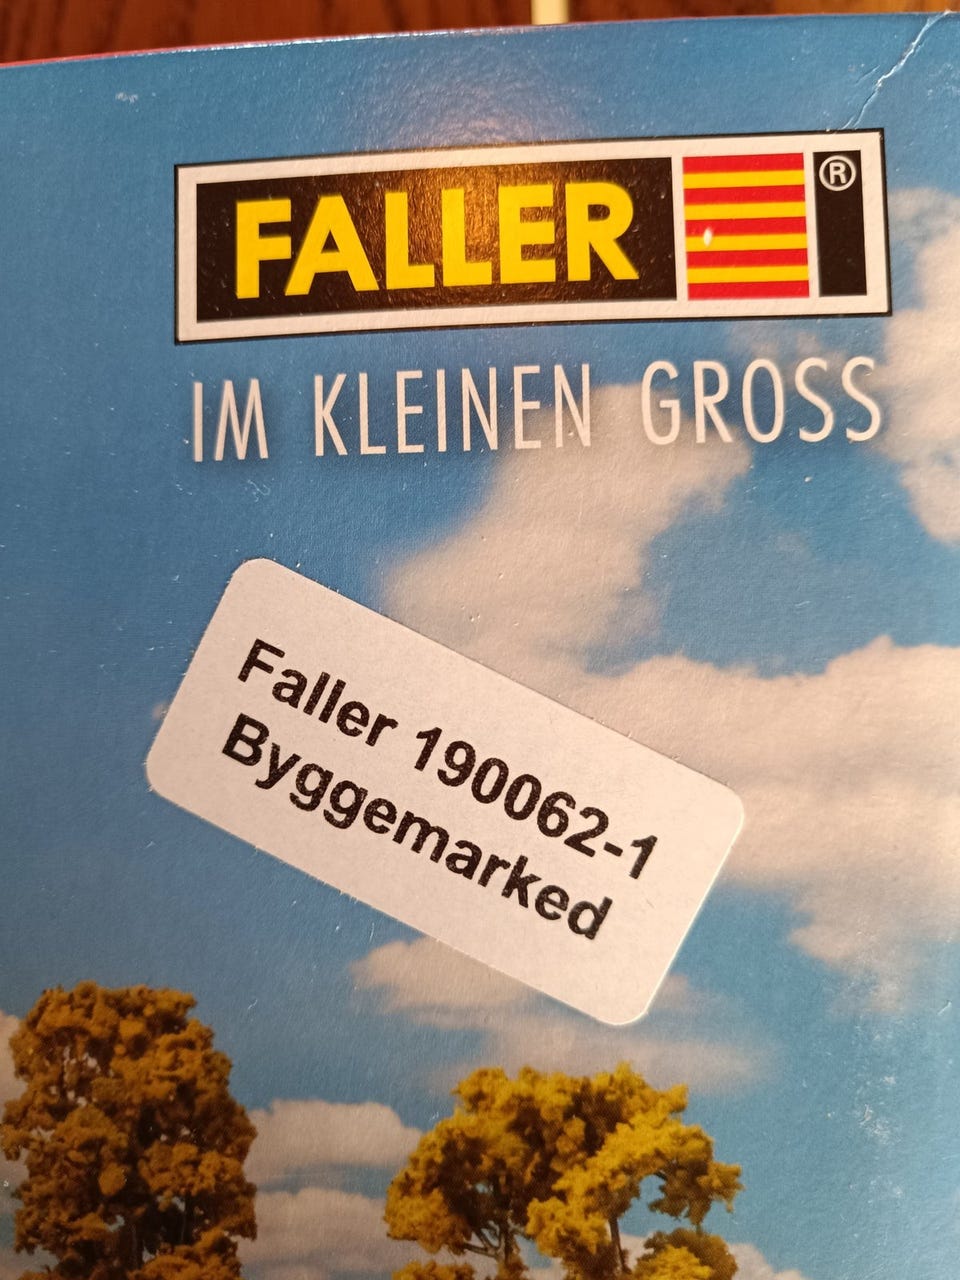 FALLER ®
IM KLEINEN GROSS
Faller 190062-1
Byggemarked